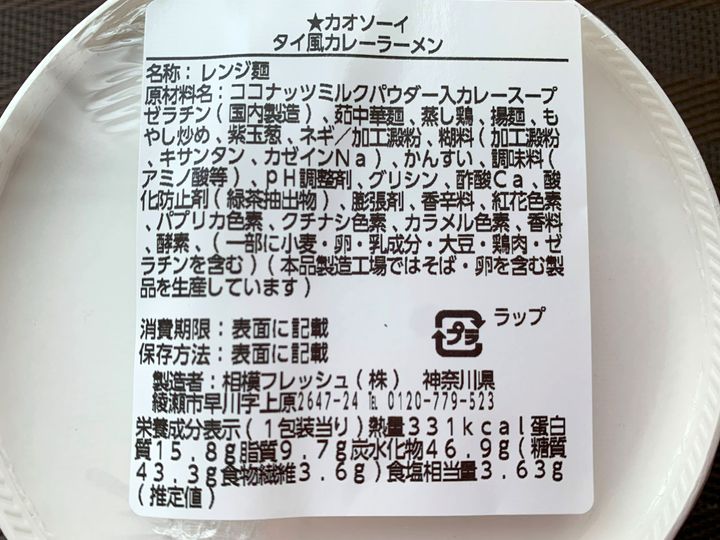 ★カオソーイ
タイ風カレーラーメン
名称：レンジ麺
原材料名：ココナッツミルクパウダー入カレースープ
ゼラチン（国内製造）、茹中華麺、蒸し鶏、揚麺、も
やし炒め、紫玉葱、ネギ／加工澱粉、糊料（加工澱粉
、キサンタン、カゼインNa）、かんすい、調味料（
アミノ酸等）、pH調整剤、グリシン、酢酸Ca、酸
化防止剤（緑茶抽出物）、膨張剤、香辛料、紅花色素
、パプリカ色素、クチナシ色素、カラメル色素、香料
、酵素、（一部に小麦・卵・乳成分・大豆・鶏肉・ゼ
ラチンを含む）（本品製造工場ではそば・卵を含む製
品を生産しています）
消費期限：表面に記載
保存方法：表面に記載
プラ
ラップ
製造者：相模フレッシュ（株） 神奈川県
綾瀬市早川字上原2647-24 ℡ 0120-779-523
栄養成分表示（1包装当り）熱量331kcal蛋白
質15.8g脂質9.7g炭水化物46.9g（糖質
43.3g食物繊維3.6g）食塩相当量3.63g
（推定値）